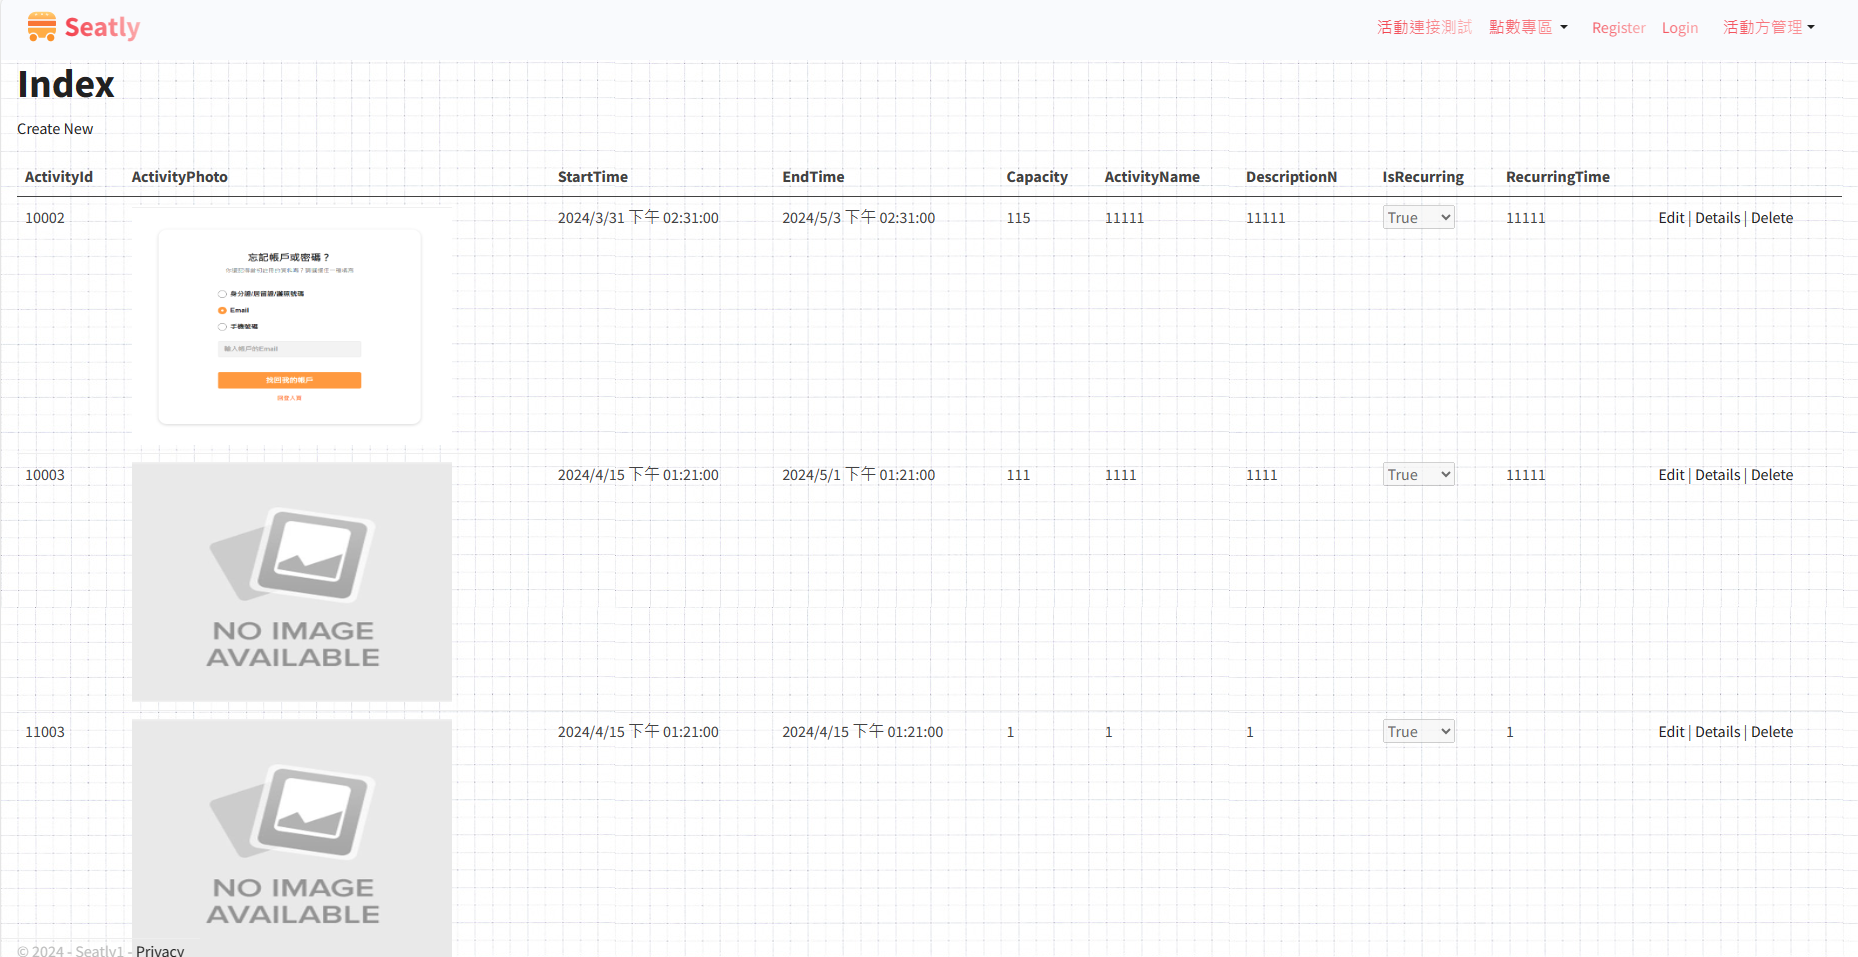 Seatly
活動連接測試 點數專區 Register Login 活動方管理
Index
Create New
ActivityId ActivityPhoto StartTime EndTime Capacity ActivityName DescriptionN IsRecurring RecurringTime
10002 2024/3/31 下午 02:31:00 2024/5/3 下午 02:31:00 115 11111 11111 True 11111 Edit | Details | Delete
忘記帳戶或密碼？
身分證/居留證/護照號碼
Email
手機號碼
輸入帳戶的Email
找回我的帳戶
10003 2024/4/15 下午 01:21:00 2024/5/1 下午 01:21:00 111 1111 1111 True 11111 Edit | Details | Delete
NO IMAGE
AVAILABLE
11003 2024/4/15 下午 01:21:00 2024/4/15 下午 01:21:00 1 1 1 True 1 Edit | Details | Delete
NO IMAGE
AVAILABLE
© 2024 - Seatly1 - Privacy